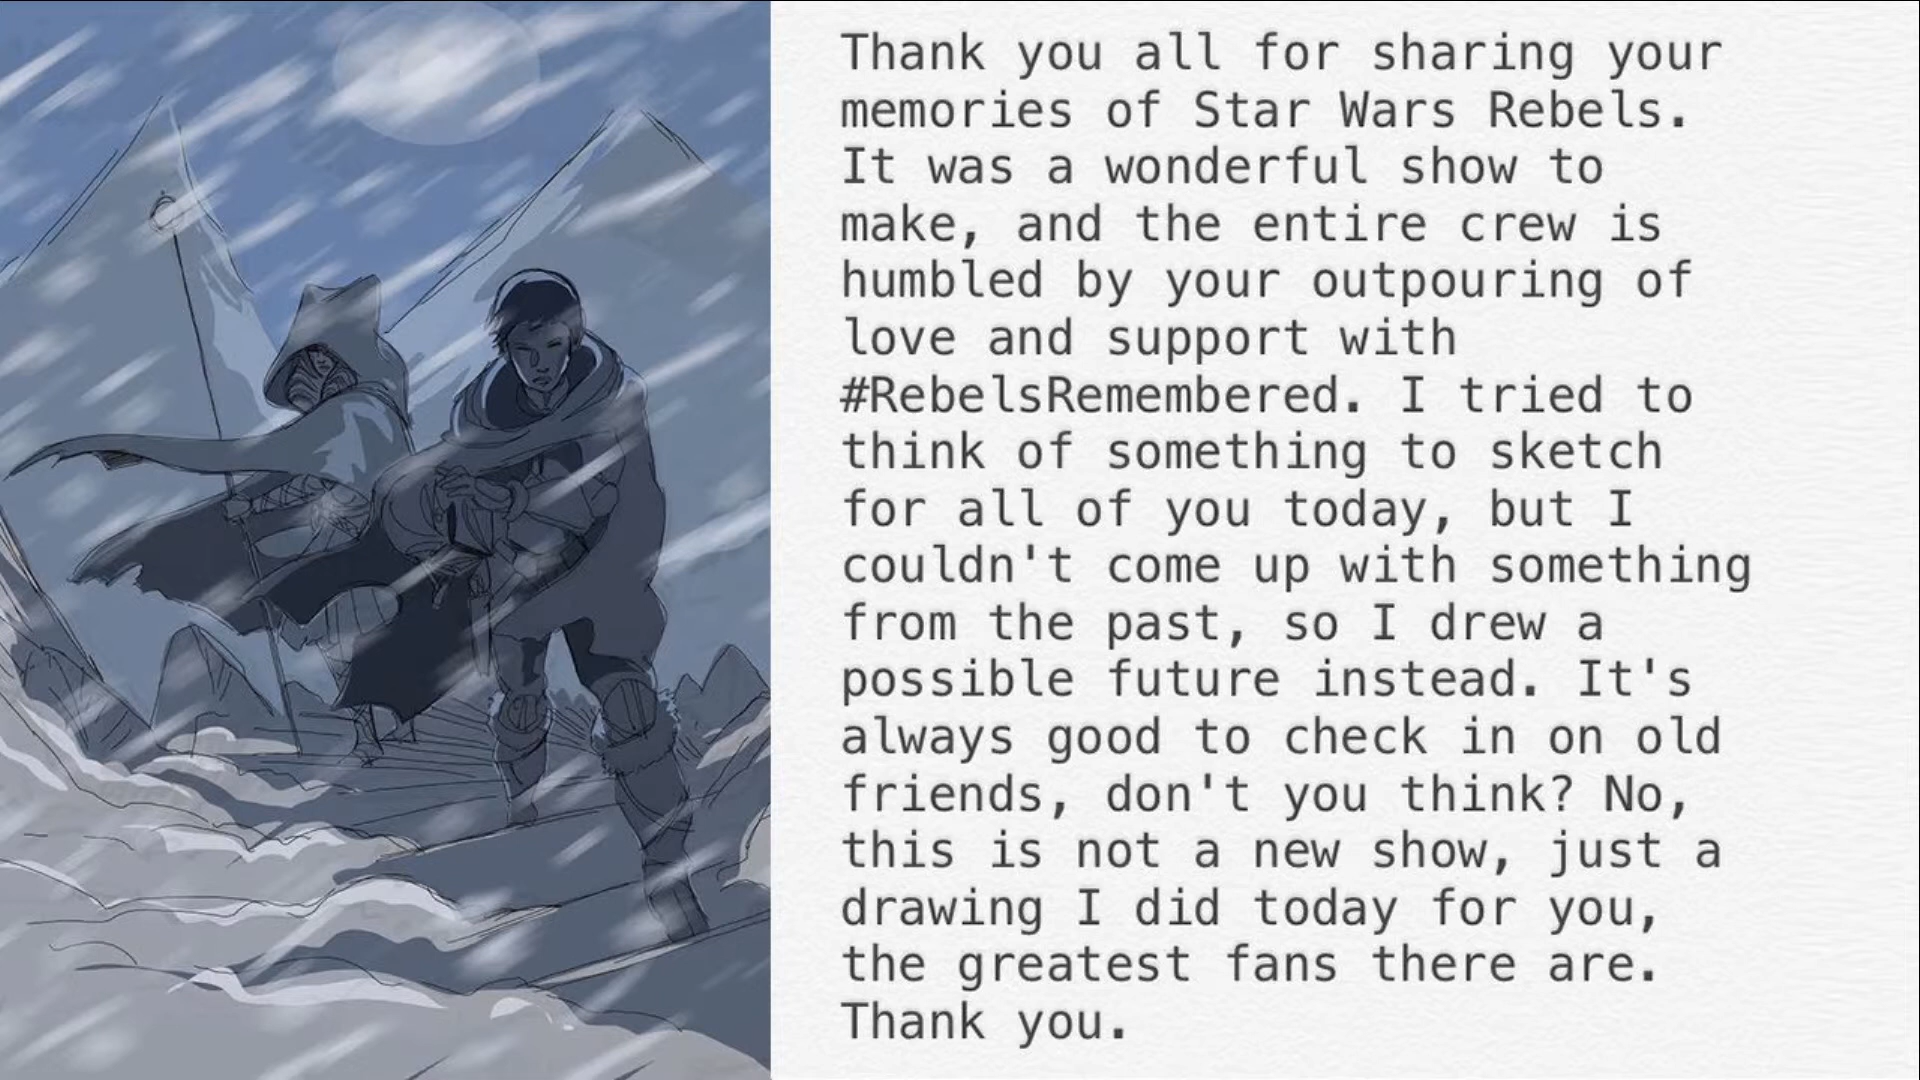 Thank you all for sharing your
memories of Star Wars Rebels.
It was a wonderful show to
make, and the entire crew is
humbled by your outpouring of
love and support with
#RebelsRemembered. I tried to
think of something to sketch
for all of you today, but I
couldn't come up with something
from the past, so I drew a
possible future instead. It's
always good to check in on old
friends, don't you think? No,
this is not a new show, just a
drawing I did today for you,
the greatest fans there are.
Thank you.